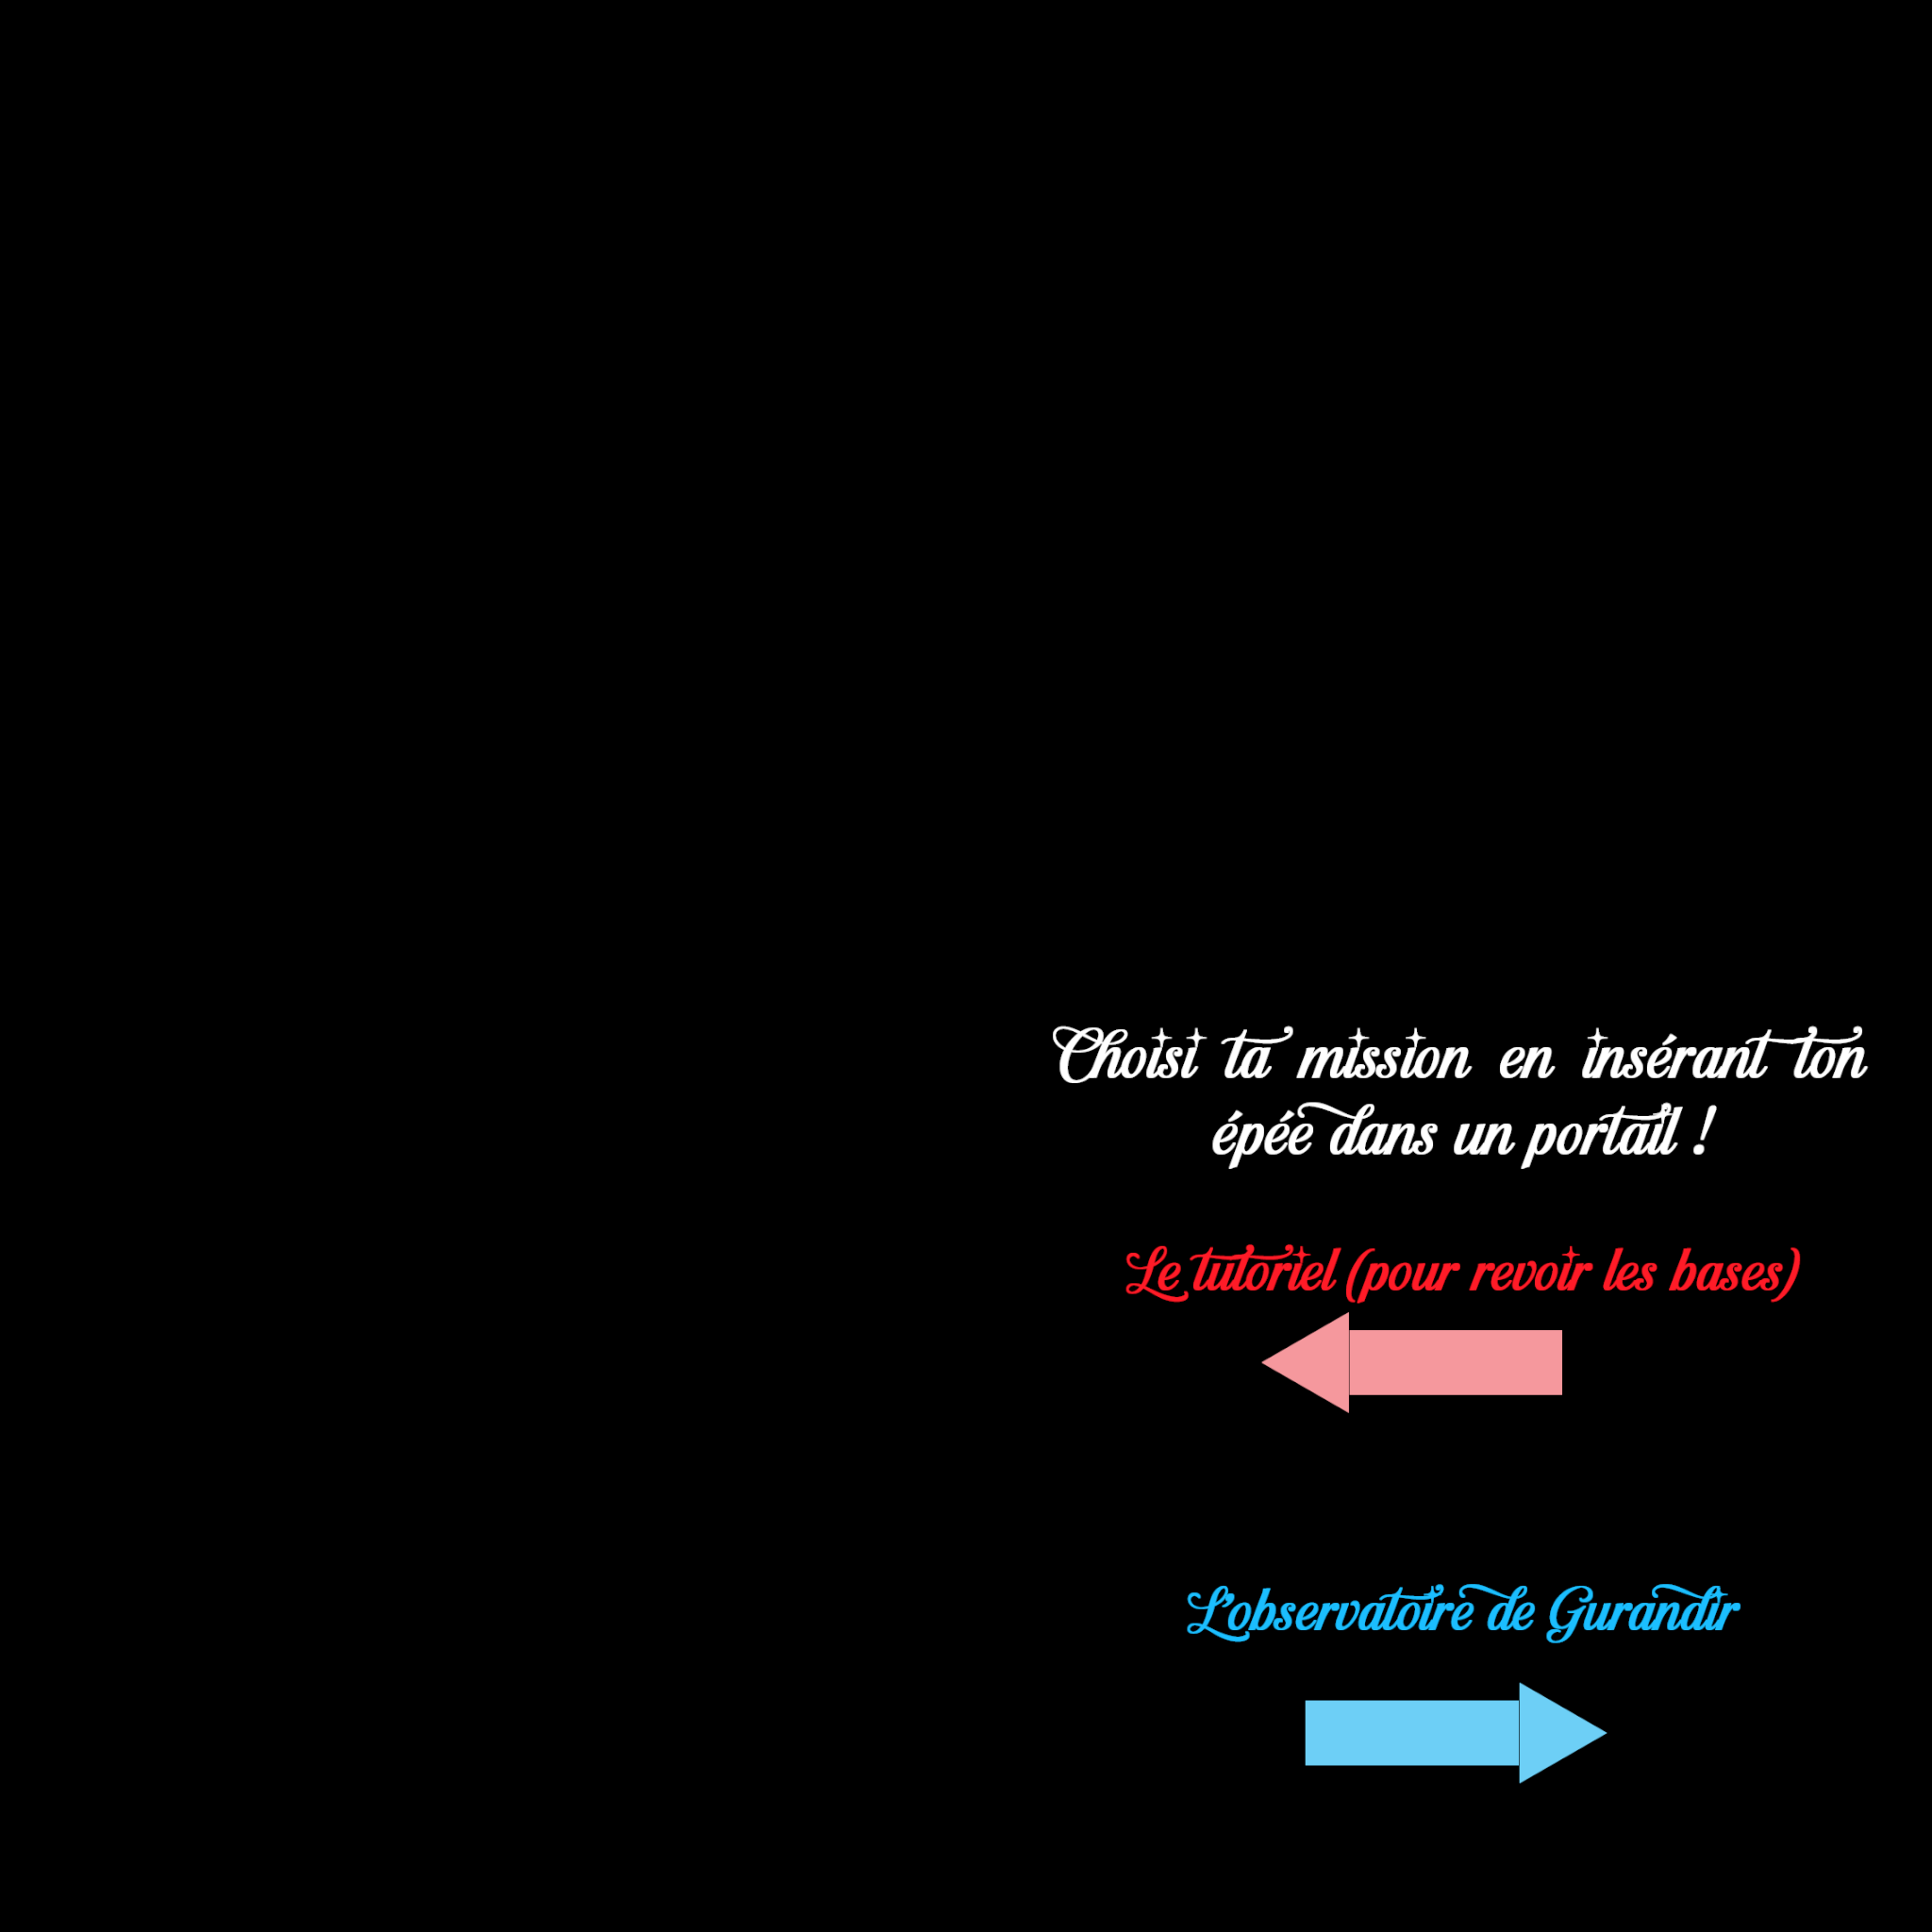 Choisi ta mission en insérant ton
épée dans un portail !
Le tutoriel (pour revoir les bases)
L'observatoire de Gurandir